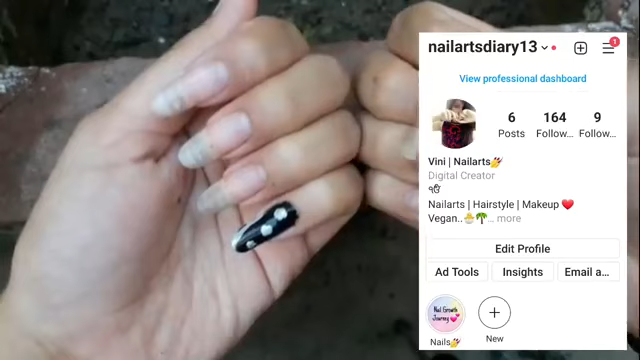 nailartsdiary13
1
View professional dashboard
6 164 9
Posts Follow... Follow...
Vini | Nailarts💅
Digital Creator
ੴ
Nailarts | Hairstyle | Makeup ❤️
Vegan..🐣🌴... more
Edit Profile
Ad Tools Insights Email a...
Nail Growth
Journey 💕
Nails💅 New